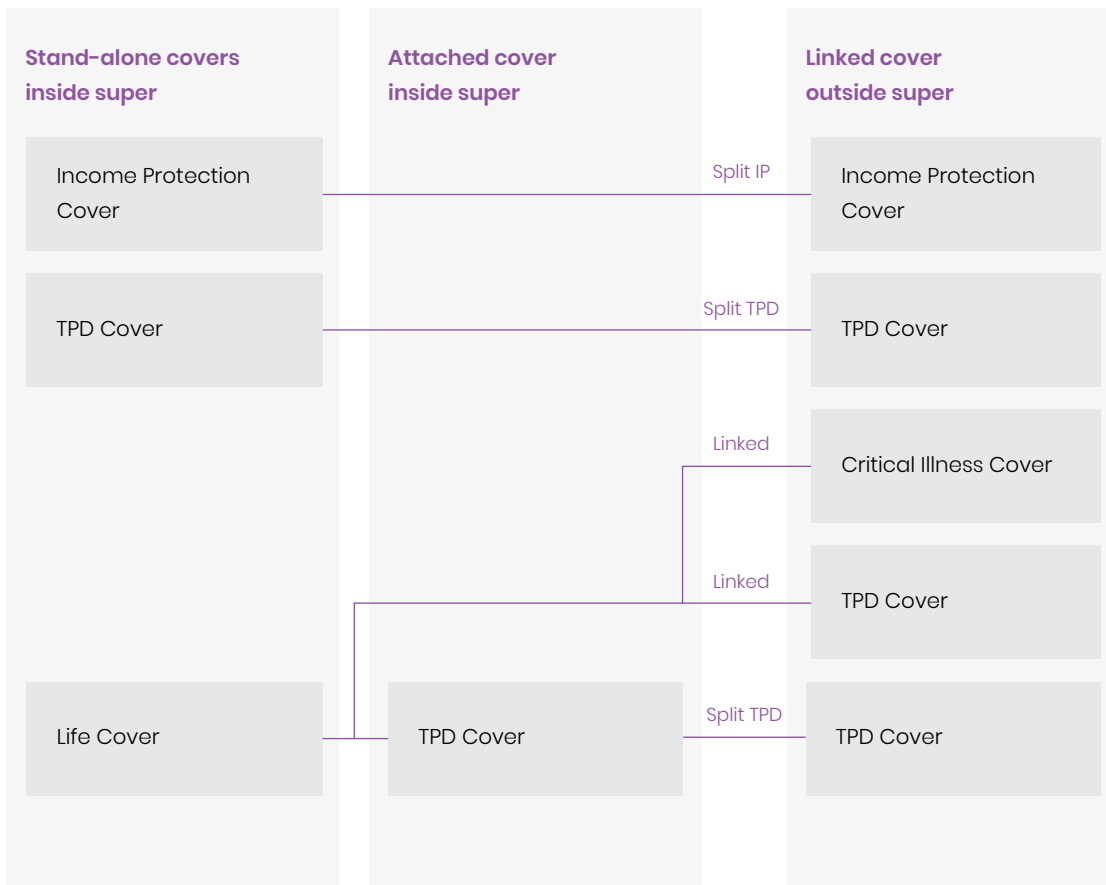 Stand-alone covers
inside super
Attached cover
inside super
Linked cover
outside super
Income Protection
Cover
Split IP
Income Protection
Cover
TPD Cover
Split TPD
TPD Cover
Linked
Critical Illness Cover
Linked
TPD Cover
Life Cover
TPD Cover
Split TPD
TPD Cover